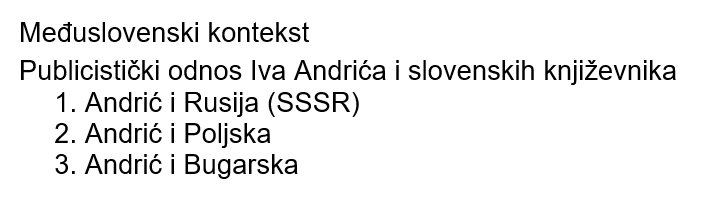 Međuslovenski kontekst
Publicistički odnos Iva Andrića i slovenskih književnika
1. Andrić i Rusija (SSSR)
2. Andrić i Poljska
3. Andrić i Bugarska